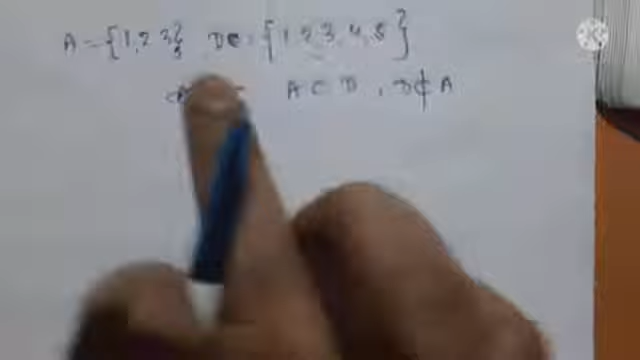 A = {1,2 3} D = {1 2 3, 4, 5}
A ⊂ D , D ⊄ A